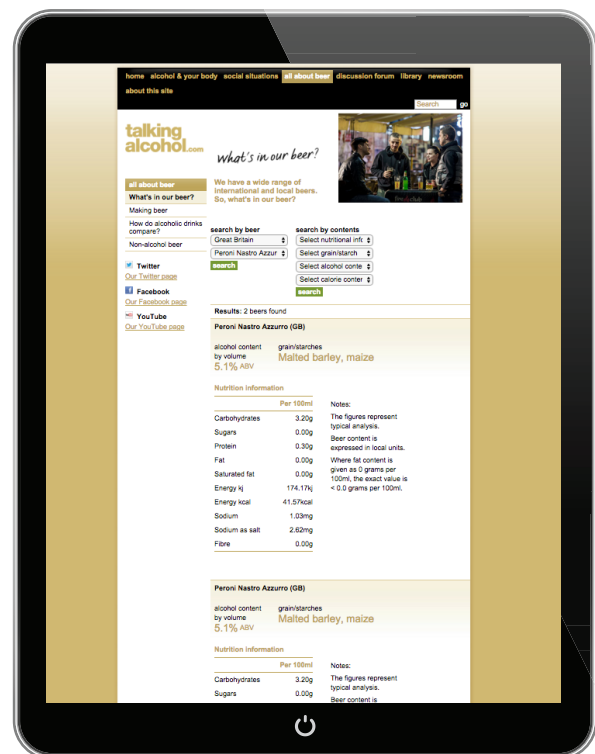 home alcohol & your body social situations all about beer discussion forum library newsroom
about this site
Search go
talking
alcohol.com
What's in our beer?
all about beer
What's in our beer?
Making beer
How do alcoholic drinks
compare?
Non-alcohol beer
Twitter
Our Twitter page
Facebook
Our Facebook page
YouTube
Our YouTube page
We have a wide range of
international and local beers.
So, what's in our beer?
search by beer
Great Britain
Peroni Nastro Azzur
search
search by contents
Select nutritional info
Select grain/starch
Select alcohol conte
Select calorie conter
search
Results: 2 beers found
Peroni Nastro Azzurro (GB)
alcohol content
by volume
5.1% ABV
grain/starches
Malted barley, maize
Nutrition Information
Per 100ml
Carbohydrates 3.20g
Sugars 0.00g
Protein 0.30g
Fat 0.00g
Saturated fat 0.00g
Energy kj 174.17kj
Energy kcal 41.57kcal
Sodium 1.03mg
Sodium as salt 2.62mg
Fibre 0.00g
Notes:
The figures represent
typical analysis.
Beer content is
expressed in local units.
Where fat content is
given as 0 grams per
100ml, the exact value is
< 0.0 grams per 100ml.
Peroni Nastro Azzurro (GB)
alcohol content
by volume
5.1% ABV
grain/starches
Malted barley, maize
Nutrition Information
Per 100ml
Carbohydrates 3.20g
Sugars 0.00g
Notes:
The figures represent
typical analysis.
Beer content is